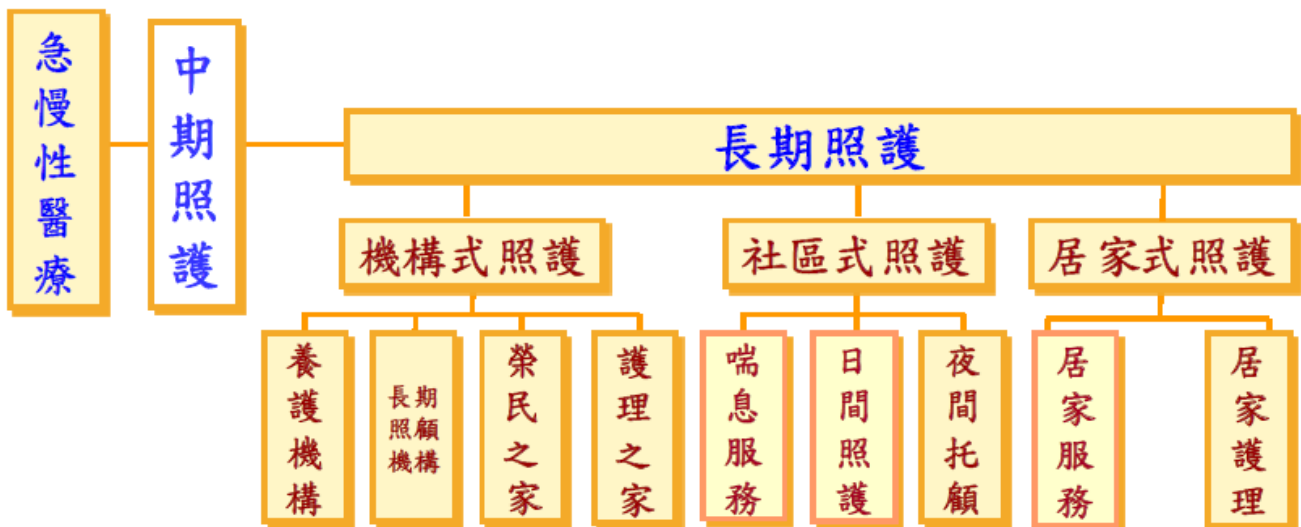 急慢性醫療
中期照護
長期照護
機構式照護
社區式照護
居家式照護
養護機構
長期
照顧
機構
榮民之家
護理之家
喘息服務
日間照護
夜間托顧
居家服務
居家護理